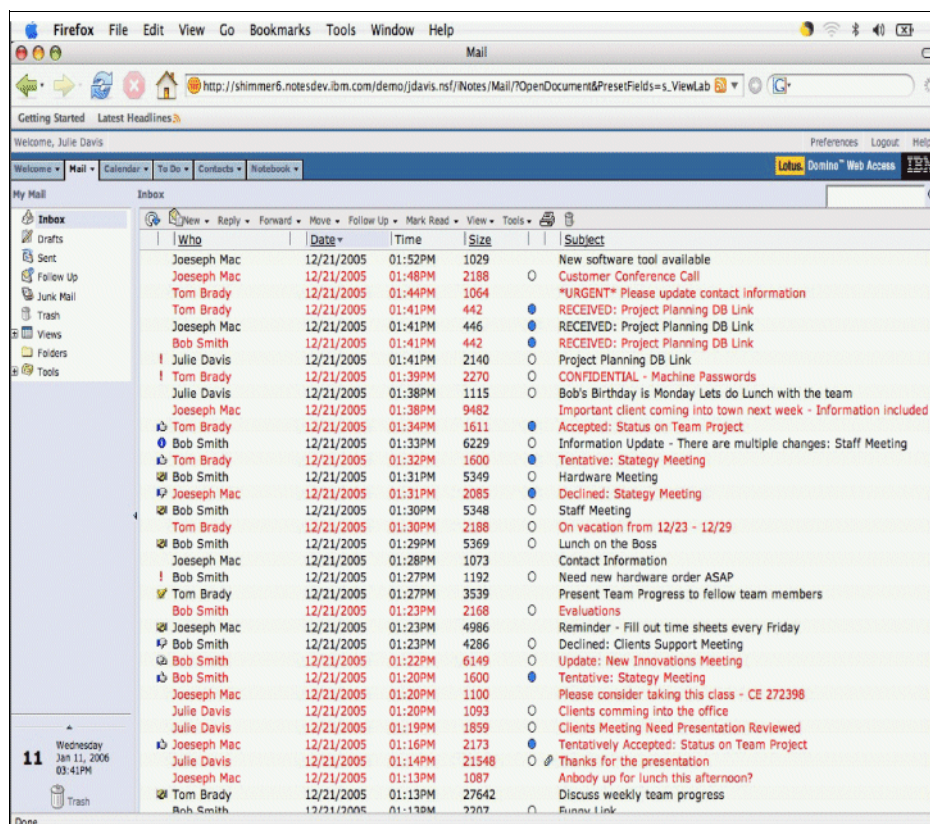 Firefox File Edit View Go Bookmarks Tools Window Help
Mail
http://shimmer6.notesdev.ibm.com/demo/jdavis.nsf/iNotes/Mail/?OpenDocument&PresetFields=s_ViewLab
Getting Started Latest Headlines
Welcome, Julie Davis Preferences Logout Help
Welcome Mail Calendar To Do Contacts Notebook Lotus. Domino™ Web Access IBM
My Mail Inbox
Inbox
Drafts
Sent
Follow Up
Junk Mail
Trash
Views
Folders
Tools
New Reply Forward Move Follow Up Mark Read View Tools
Who Date Time Size Subject
Joeseph Mac 12/21/2005 01:52PM 1029 New software tool available
Joeseph Mac 12/21/2005 01:48PM 2188 Customer Conference Call
Tom Brady 12/21/2005 01:44PM 1064 *URGENT* Please update contact information
Tom Brady 12/21/2005 01:41PM 442 RECEIVED: Project Planning DB Link
Joeseph Mac 12/21/2005 01:41PM 446 RECEIVED: Project Planning DB Link
Bob Smith 12/21/2005 01:41PM 442 RECEIVED: Project Planning DB Link
! Julie Davis 12/21/2005 01:41PM 2140 Project Planning DB Link
! Tom Brady 12/21/2005 01:39PM 2270 CONFIDENTIAL - Machine Passwords
Julie Davis 12/21/2005 01:38PM 1115 Bob's Birthday is Monday Lets do Lunch with the team
Joeseph Mac 12/21/2005 01:38PM 9482 Important client coming into town next week - Information included
Tom Brady 12/21/2005 01:34PM 1611 Accepted: Status on Team Project
Bob Smith 12/21/2005 01:33PM 6229 Information Update - There are multiple changes: Staff Meeting
Tom Brady 12/21/2005 01:32PM 1600 Tentative: Stategy Meeting
Bob Smith 12/21/2005 01:31PM 5349 Hardware Meeting
Joeseph Mac 12/21/2005 01:31PM 2085 Declined: Stategy Meeting
Bob Smith 12/21/2005 01:30PM 5348 Staff Meeting
Tom Brady 12/21/2005 01:30PM 2188 On vacation from 12/23 - 12/29
Bob Smith 12/21/2005 01:29PM 5369 Lunch on the Boss
Joeseph Mac 12/21/2005 01:28PM 1073 Contact Information
! Bob Smith 12/21/2005 01:27PM 1192 Need new hardware order ASAP
Tom Brady 12/21/2005 01:27PM 3539 Present Team Progress to fellow team members
Bob Smith 12/21/2005 01:23PM 2168 Evaluations
Joeseph Mac 12/21/2005 01:23PM 4986 Reminder - Fill out time sheets every Friday
Bob Smith 12/21/2005 01:23PM 4286 Declined: Clients Support Meeting
Bob Smith 12/21/2005 01:22PM 6149 Update: New Innovations Meeting
Bob Smith 12/21/2005 01:20PM 1600 Tentative: Stategy Meeting
Joeseph Mac 12/21/2005 01:20PM 1100 Please consider taking this class - CE 272398
Julie Davis 12/21/2005 01:20PM 1093 Clients comming into the office
Julie Davis 12/21/2005 01:19PM 1859 Clients Meeting Need Presentation Reviewed
Joeseph Mac 12/21/2005 01:16PM 2173 Tentatively Accepted: Status on Team Project
Julie Davis 12/21/2005 01:14PM 21548 Thanks for the presentation
Joeseph Mac 12/21/2005 01:13PM 1087 Anbody up for lunch this afternoon?
Tom Brady 12/21/2005 01:13PM 27642 Discuss weekly team progress
Bob Smith 12/21/2005 01:13PM 2207 Funny Link
11 Wednesday
Jan 11, 2006
03:41PM
Trash
Done